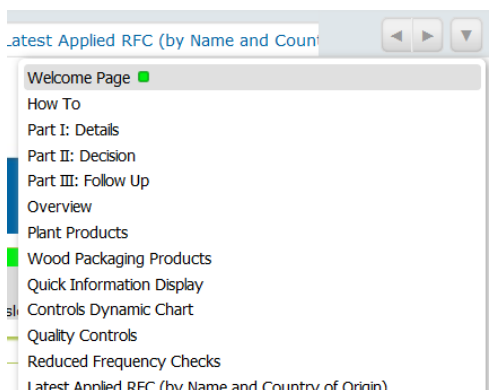 Latest Applied RFC (by Name and Coun
Welcome Page
How To
Part I: Details
Part II: Decision
Part III: Follow Up
Overview
Plant Products
Wood Packaging Products
Quick Information Display
Controls Dynamic Chart
Quality Controls
Reduced Frequency Checks
Latest Applied RFC (by Name and Country of Origin)